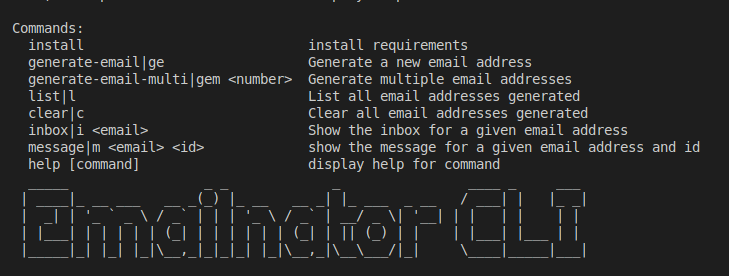 Commands:
install install requirements
generate-email|ge Generate a new email address
generate-email-multi|gem <number> Generate multiple email addresses
list|l List all email addresses generated
clear|c Clear all email addresses generated
inbox|i <email> Show the inbox for a given email address
message|m <email> <id> show the message for a given email address and id
help [command] display help for command
Emailnator CLI